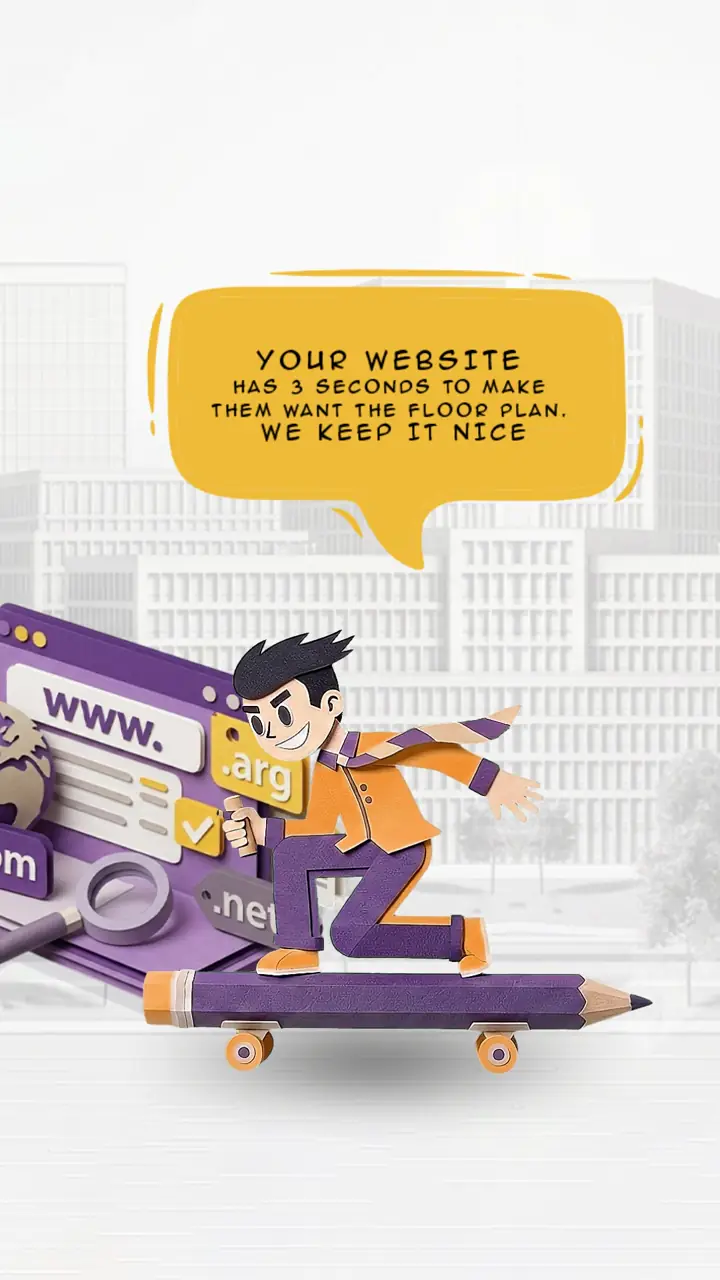 YOUR WEBSITE
HAS 3 SECONDS TO MAKE
THEM WANT THE FLOOR PLAN.
WE KEEP IT NICE
www.
.arg
om
.net